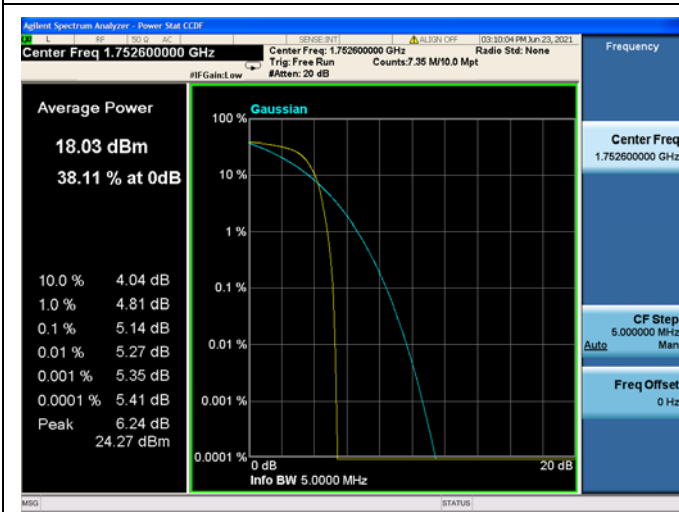 Agilent Spectrum Analyzer - Power Stat CCDF
L RF 50 Ω AC SENSE:INT ALIGN OFF 03:10:04 PM Jun 23, 2021
Center Freq 1.752600000 GHz
Center Freq: 1.752600000 GHz Radio Std: None
Trig: Free Run Counts:7.35 M/10.0 Mpt
#IFGain:Low #Atten: 20 dB
Frequency
Average Power
18.03 dBm
38.11 % at 0dB
10.0 % 4.04 dB
1.0 % 4.81 dB
0.1 % 5.14 dB
0.01 % 5.27 dB
0.001 % 5.35 dB
0.0001 % 5.41 dB
Peak 6.24 dB
24.27 dBm
Gaussian
100 %
10 %
1 %
0.1 %
0.01 %
0.001 %
0.0001 %
0 dB 20 dB
Info BW 5.0000 MHz
Center Freq
1.752600000 GHz
CF Step
5.000000 MHz
Auto Man
Freq Offset
0 Hz
MSG STATUS